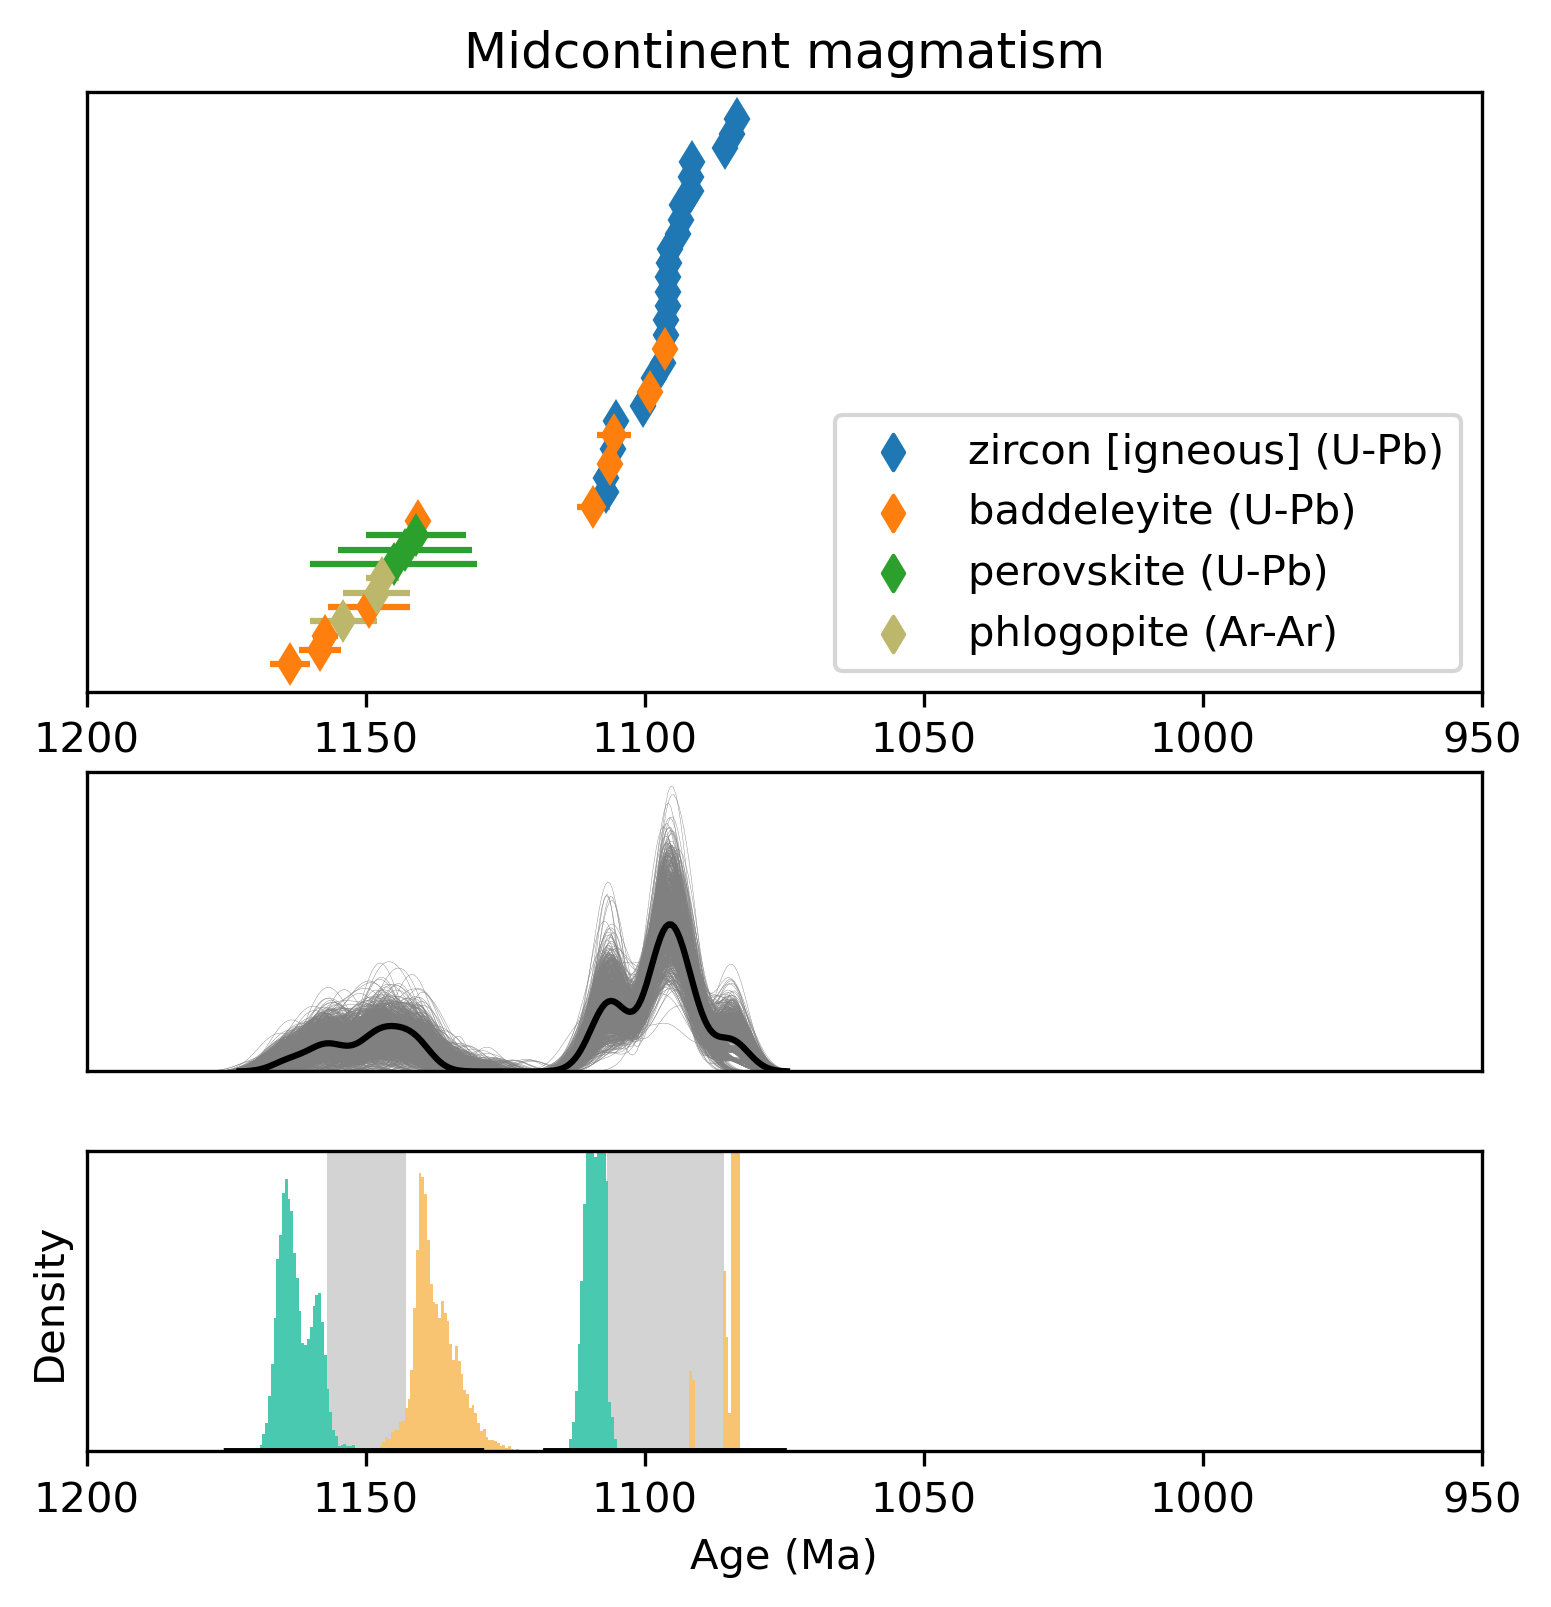 Midcontinent magmatism
zircon [igneous] (U-Pb)
baddeleyite (U-Pb)
perovskite (U-Pb)
phlogopite (Ar-Ar)
1200 1150 1100 1050 1000 950
Density
1200 1150 1100 1050 1000 950
Age (Ma)